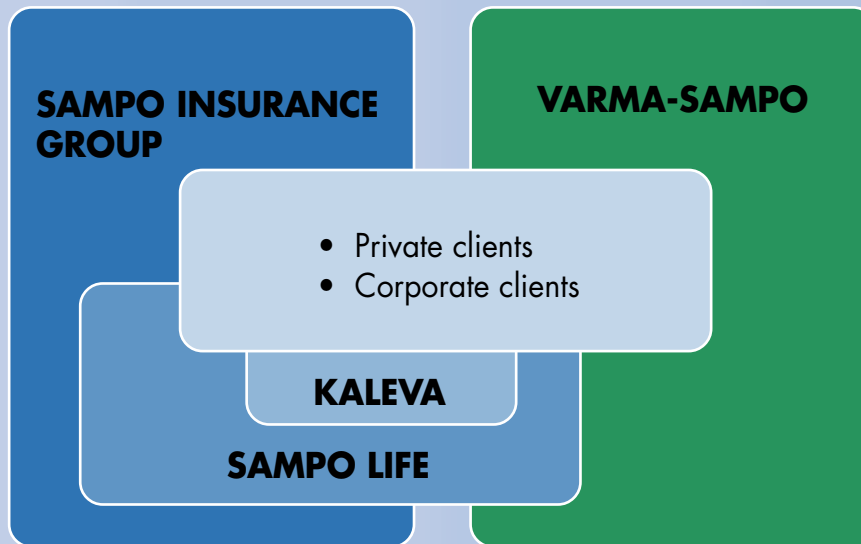 SAMPO INSURANCE
GROUP
VARMA-SAMPO
• Private clients
• Corporate clients
KALEVA
SAMPO LIFE